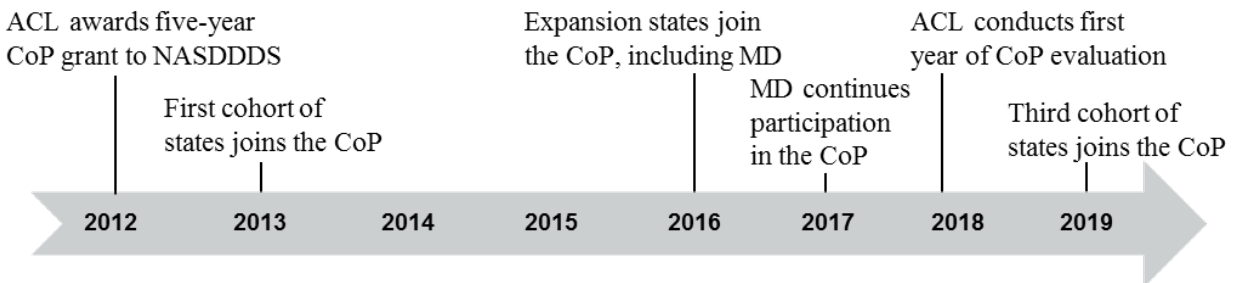 ACL awards five-year
CoP grant to NASDDDS
First cohort of
states joins the CoP
Expansion states join
the CoP, including MD
MD continues
participation
in the CoP
ACL conducts first
year of CoP evaluation
Third cohort of
states joins the CoP
2012 2013 2014 2015 2016 2017 2018 2019